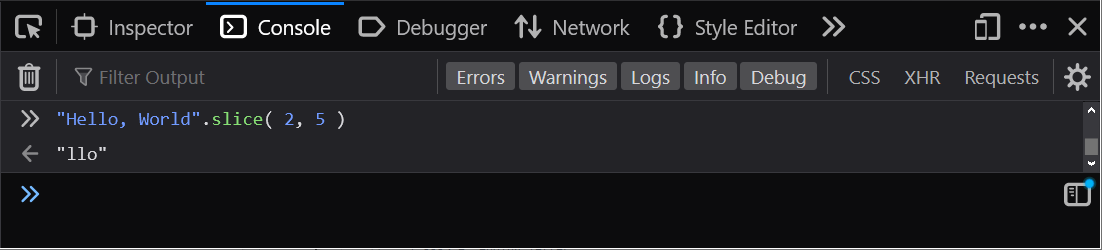 Inspector Console Debugger Network {} Style Editor
Filter Output Errors Warnings Logs Info Debug CSS XHR Requests
"Hello, World".slice( 2, 5 )
"llo"